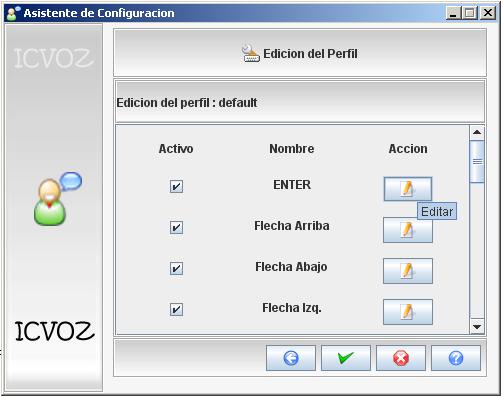 Asistente de Configuracion
ICVOZ
Edicion del Perfil
Edicion del perfil : default
Activo Nombre Accion
ENTER
Editar
Flecha Arriba
Flecha Abajo
Flecha Izq.
ICVOZ